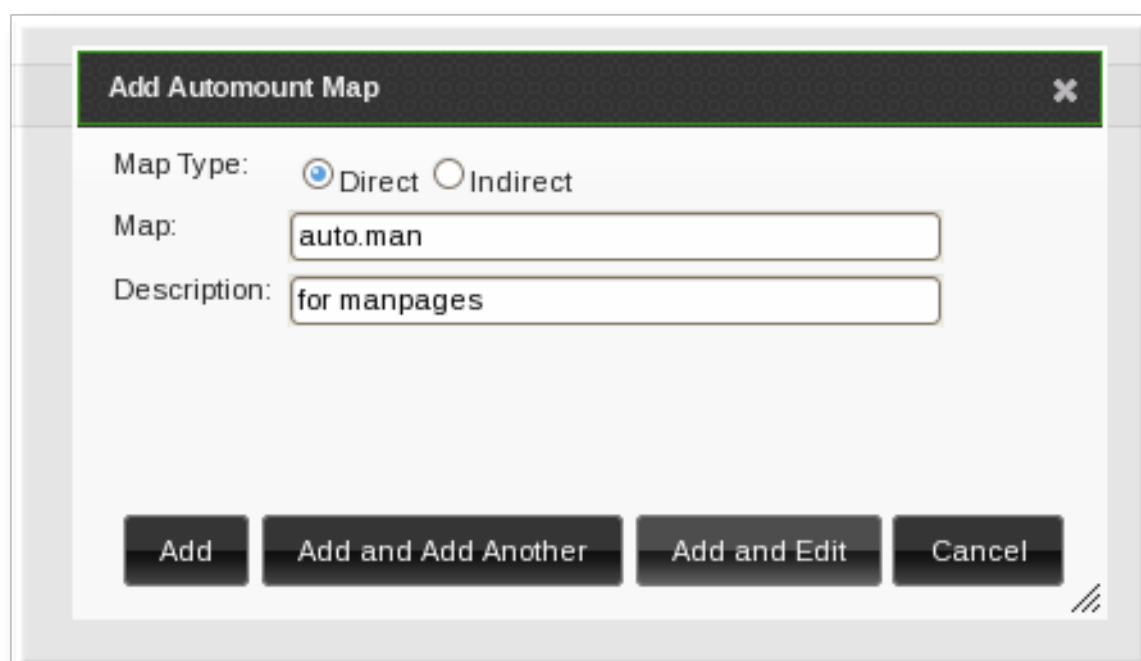 Add Automount Map
Map Type: Direct Indirect
Map: auto.man
Description: for manpages
Add Add and Add Another Add and Edit Cancel